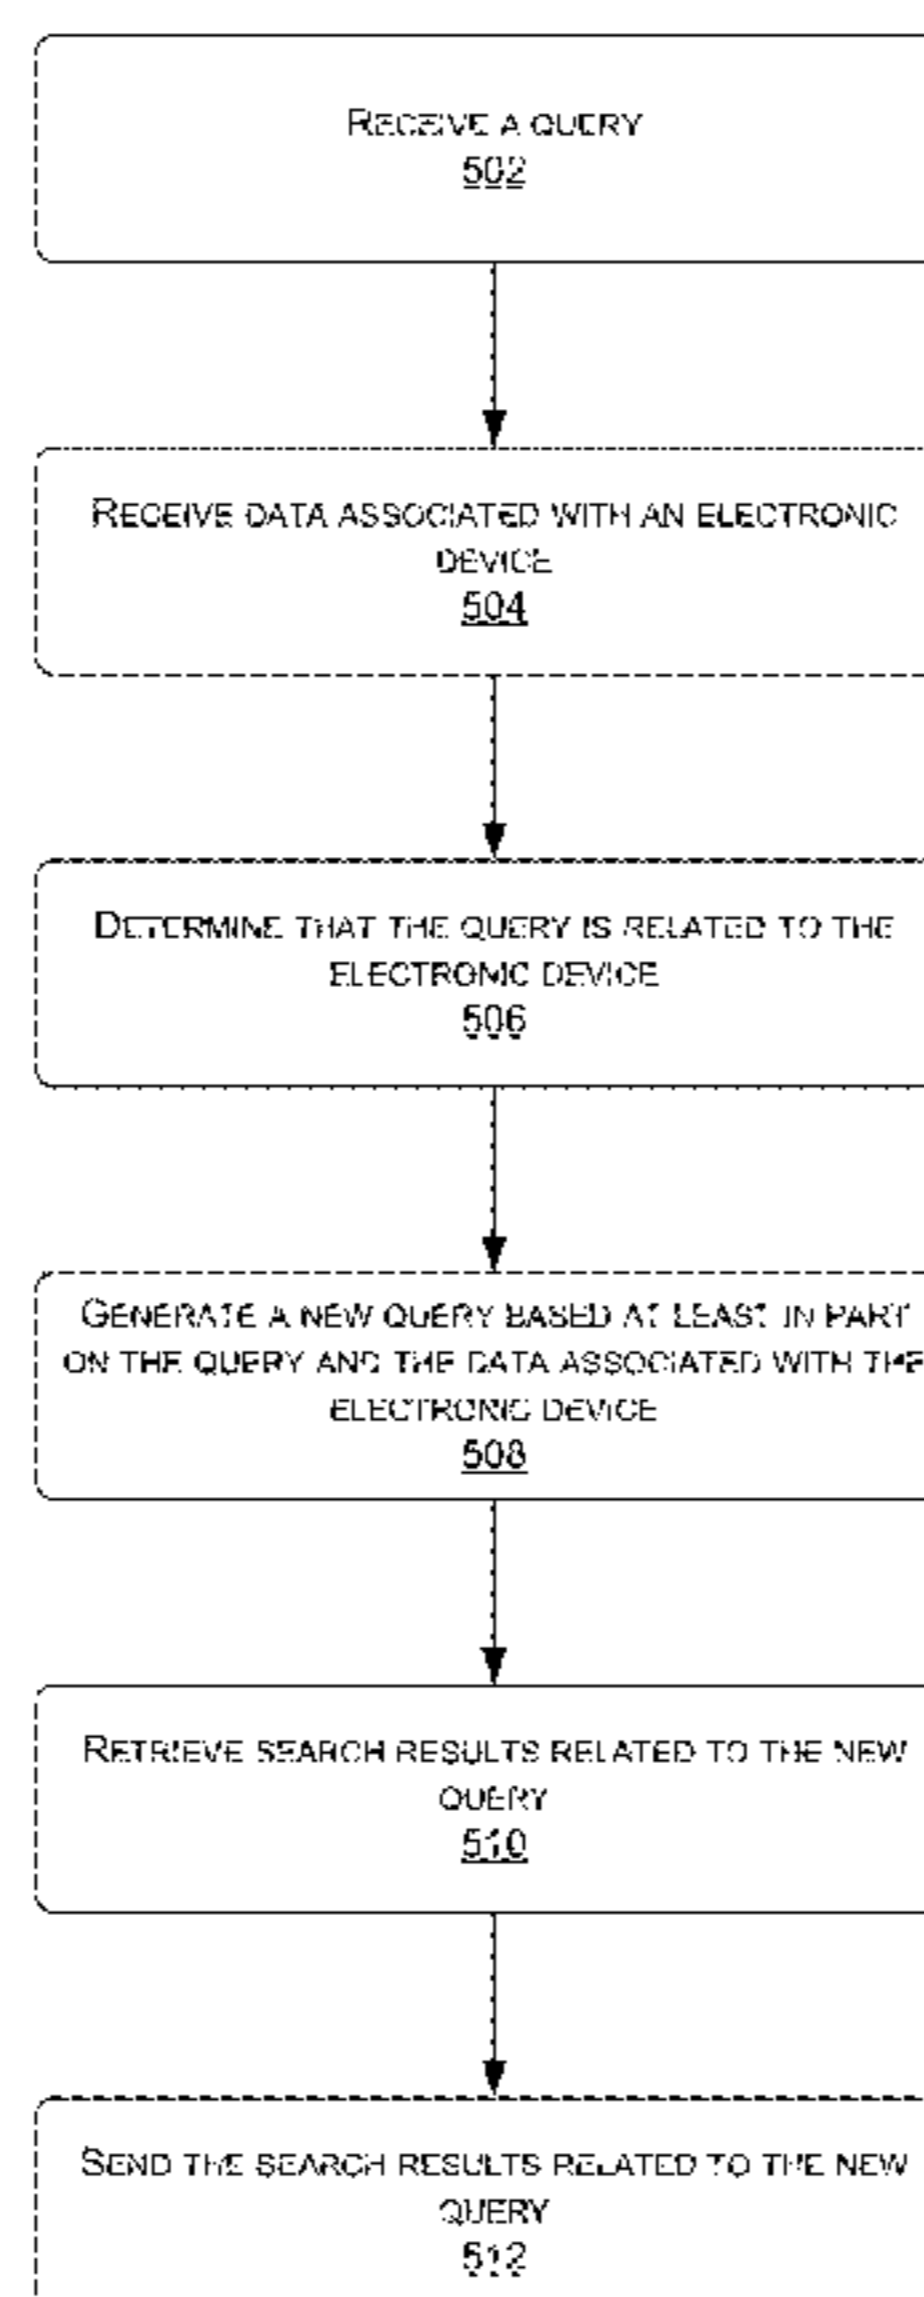 RECEIVE A QUERY
502
RECEIVE DATA ASSOCIATED WITH AN ELECTRONIC
DEVICE
504
DETERMINE THAT THE QUERY IS RELATED TO THE
ELECTRONIC DEVICE
506
GENERATE A NEW QUERY BASED AT LEAST IN PART
ON THE QUERY AND THE DATA ASSOCIATED WITH THE
ELECTRONIC DEVICE
508
RETRIEVE SEARCH RESULTS RELATED TO THE NEW
QUERY
510
SEND THE SEARCH RESULTS RELATED TO THE NEW
QUERY
512